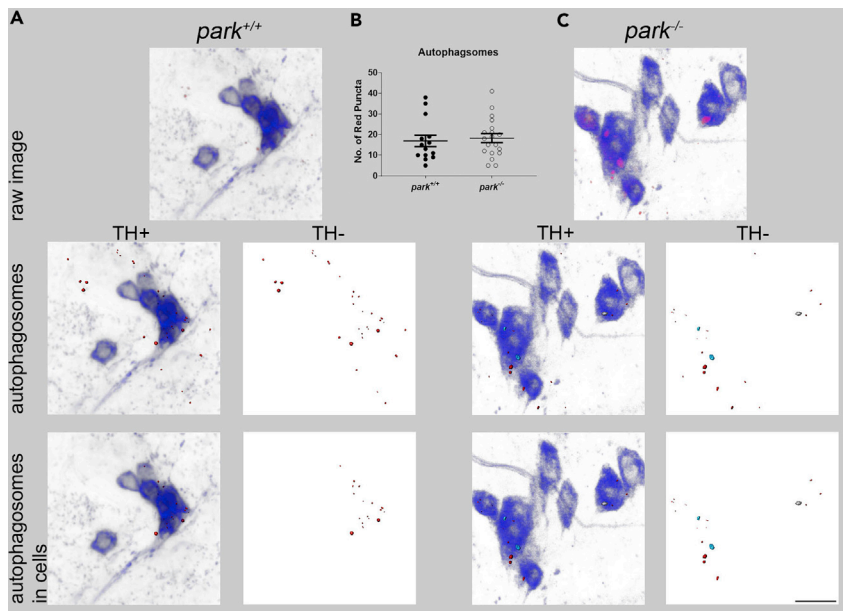 A
park+/+
B
Autophagsomes
No. of Red Puncta
50
40
30
20
10
0
park+/+
park-/-
C
park-/-
raw image
TH+
TH-
TH+
TH-
autophagosomes
autophagosomes
in cells